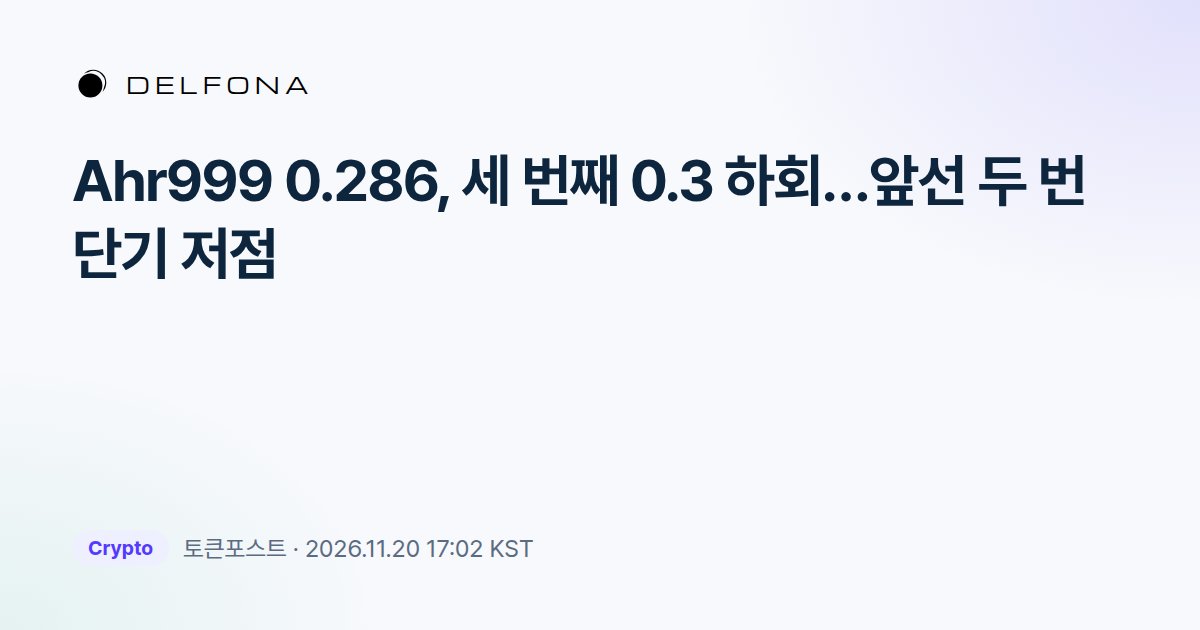 DELFONA
Ahr999 0.286, 세 번째 0.3 하회…앞선 두 번
단기 저점
Crypto 토큰포스트 · 2026.11.20 17:02 KST